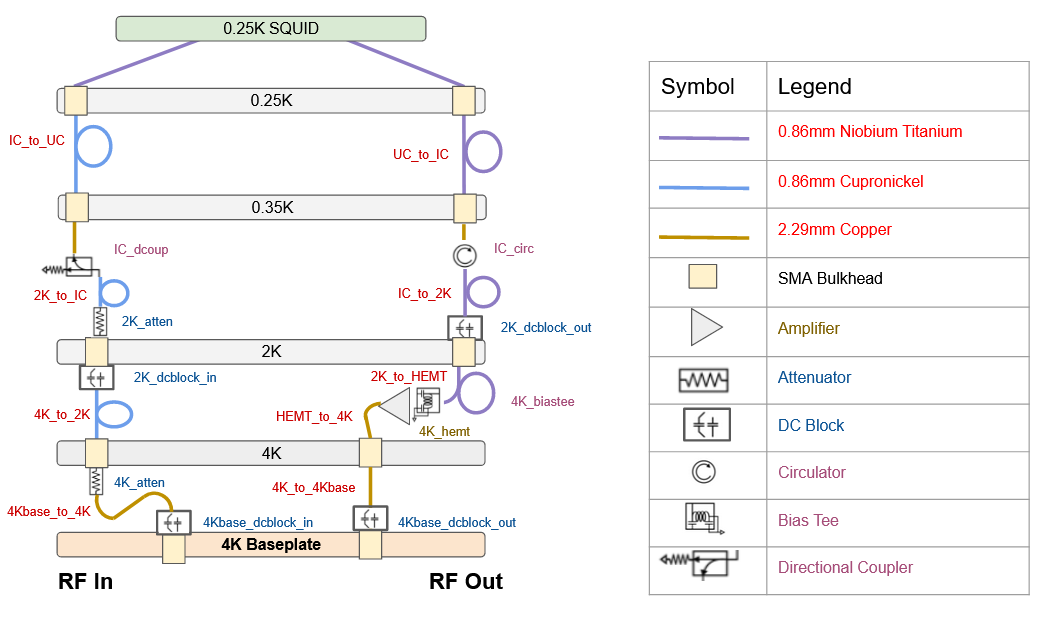 0.25K SQUID
0.25K
IC_to_UC
UC_to_IC
0.35K
IC_dcoup
IC_circ
2K_to_IC
IC_to_2K
2K_atten
2K_dcblock_out
2K
2K_dcblock_in
2K_to_HEMT
4K_biastee
4K_to_2K
HEMT_to_4K
4K_hemt
4K
4K_atten
4K_to_4Kbase
4Kbase_to_4K
4Kbase_dcblock_in
4Kbase_dcblock_out
4K Baseplate
RF In
RF Out
Symbol Legend
0.86mm Niobium Titanium
0.86mm Cupronickel
2.29mm Copper
SMA Bulkhead
Amplifier
Attenuator
DC Block
Circulator
Bias Tee
Directional Coupler